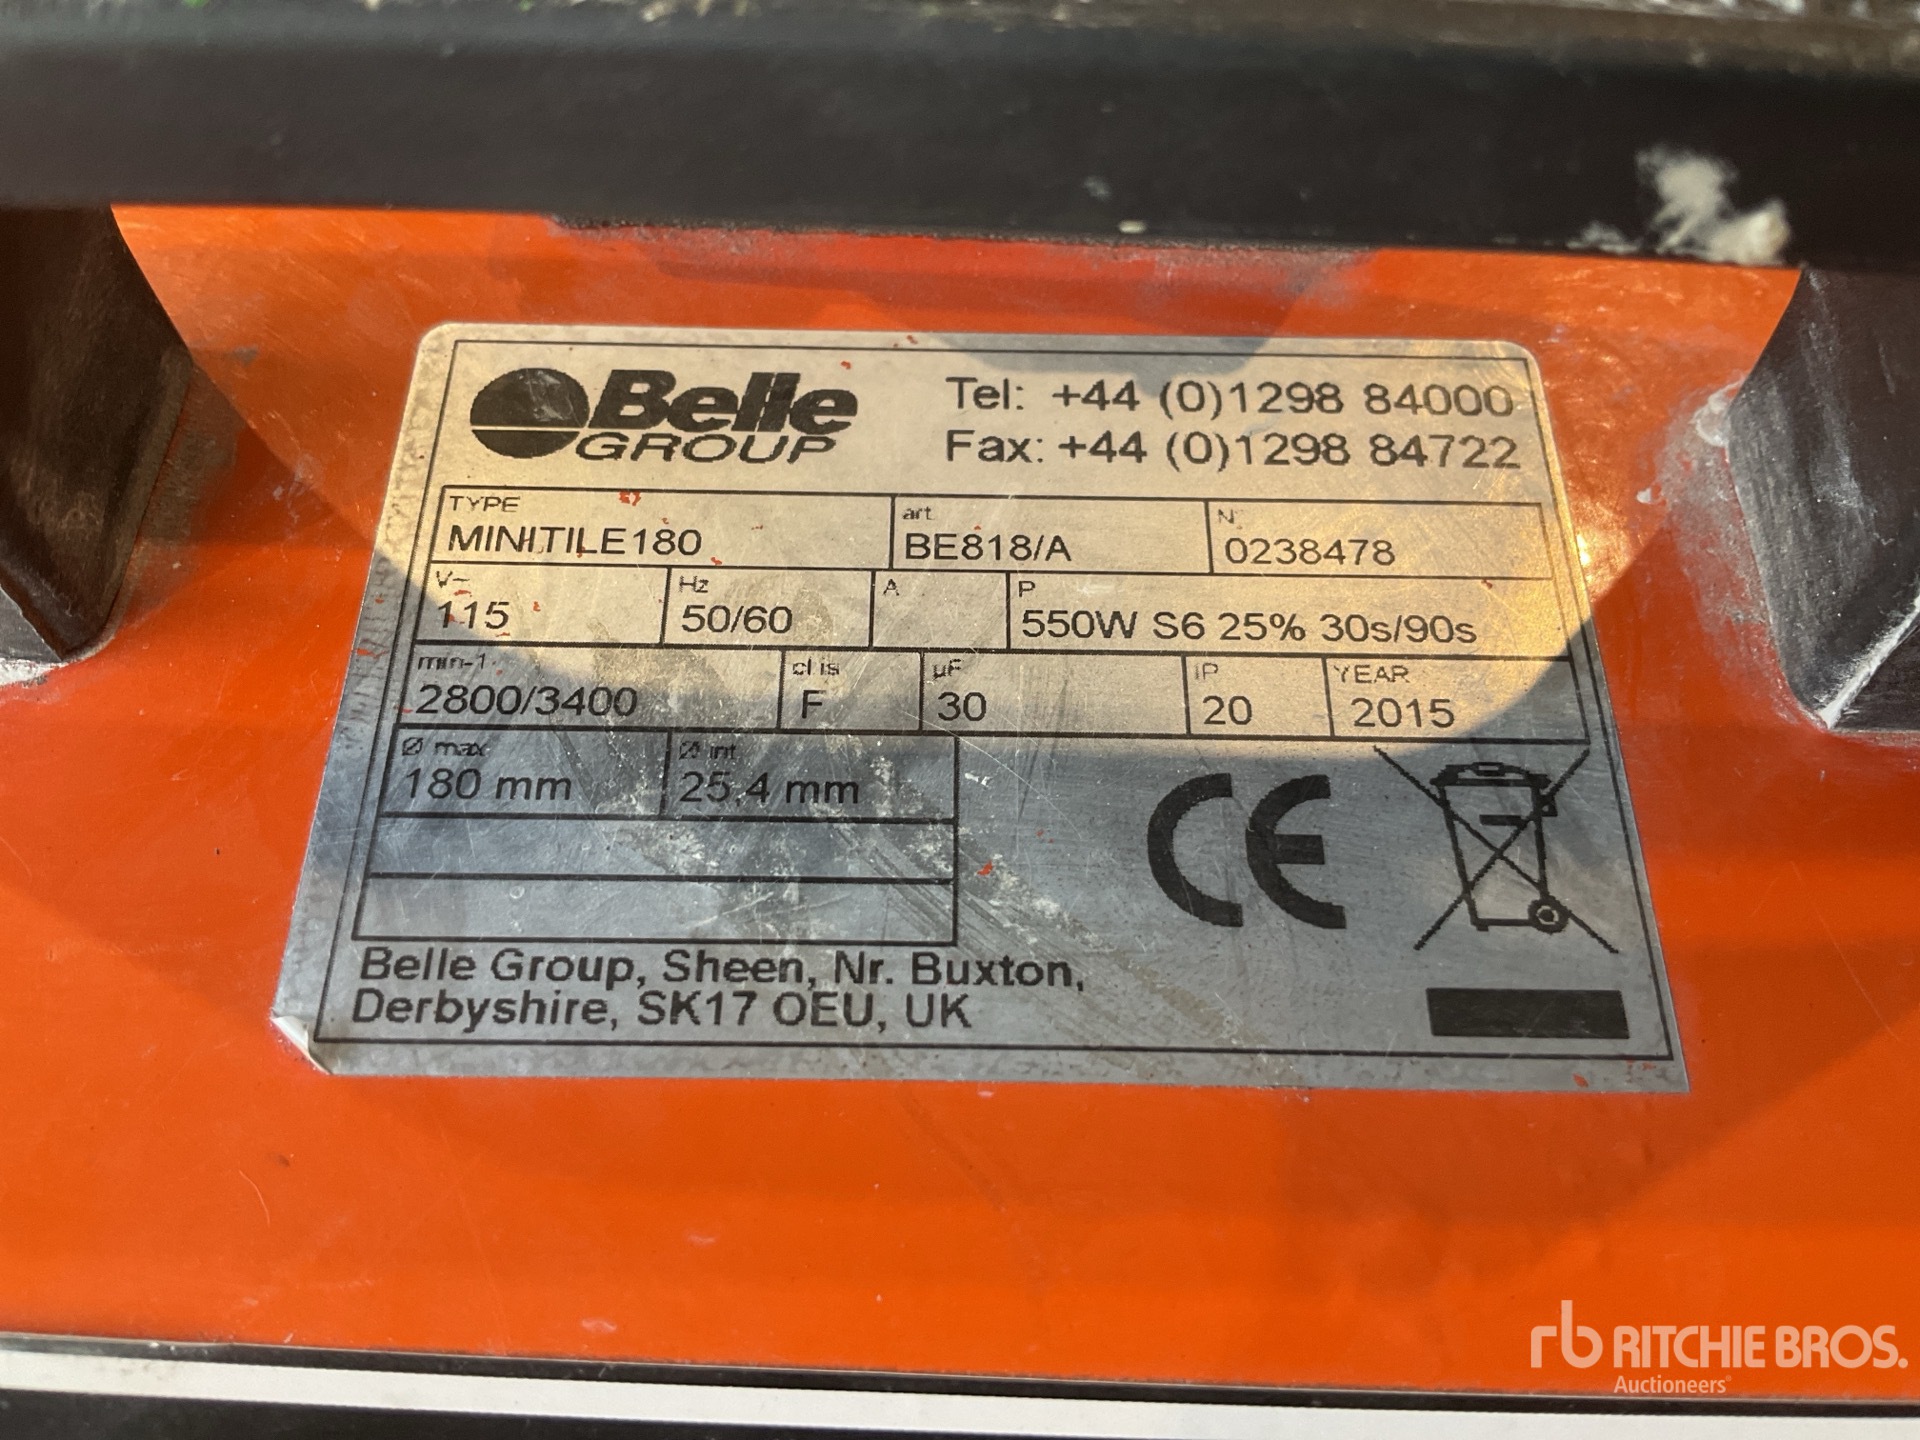 Belle
GROUP
Tel: +44 (0)1298 84000
Fax: +44 (0)1298 84722
TYPE art. N.
MINITILE180 BE818/A 0238478
V~ Hz A P
115 50/60 550W S6 25% 30s/90s
min-1 cl is µF IP YEAR
2800/3400 F 30 20 2015
Ø max Ø int
180 mm 25,4 mm
CE
Belle Group, Sheen, Nr. Buxton,
Derbyshire, SK17 OEU, UK
rb RITCHIE BROS.
Auctioneers